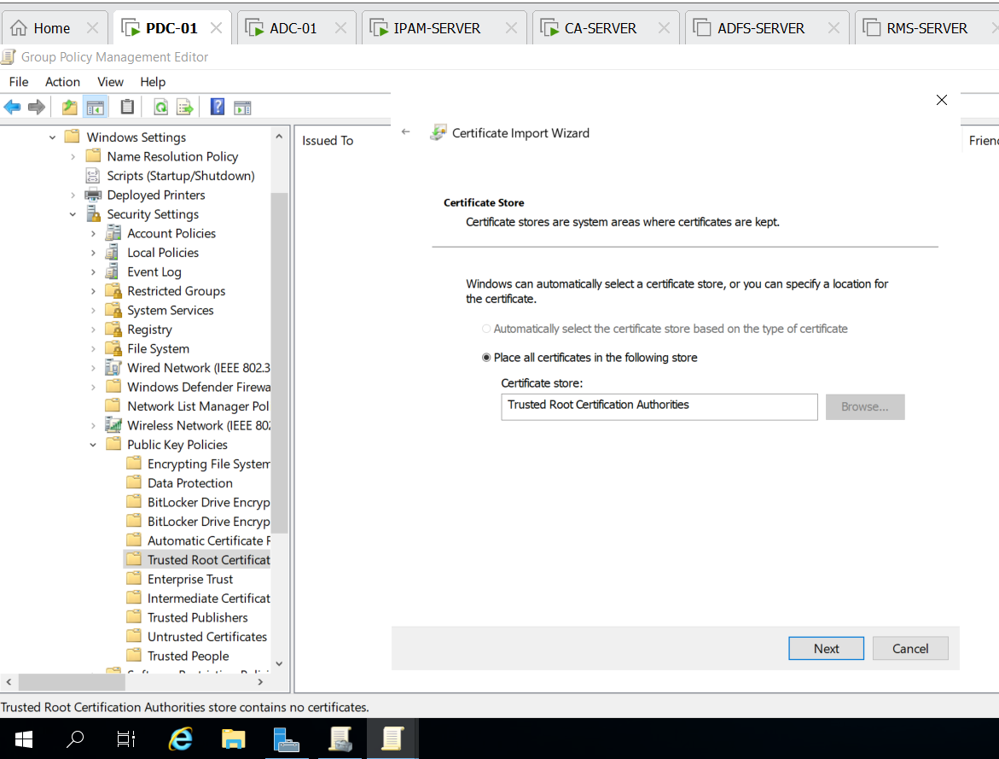 Home
PDC-01
ADC-01
IPAM-SERVER
CA-SERVER
ADFS-SERVER
RMS-SERVER
Group Policy Management Editor
File Action View Help
Windows Settings
Name Resolution Policy
Scripts (Startup/Shutdown)
Deployed Printers
Security Settings
Account Policies
Local Policies
Event Log
Restricted Groups
System Services
Registry
File System
Wired Network (IEEE 802.3
Windows Defender Firewa
Network List Manager Pol
Wireless Network (IEEE 802
Public Key Policies
Encrypting File System
Data Protection
BitLocker Drive Encryp
BitLocker Drive Encryp
Automatic Certificate R
Trusted Root Certificat
Enterprise Trust
Intermediate Certificat
Trusted Publishers
Untrusted Certificates
Trusted People
Issued To
Frien
Certificate Import Wizard
Certificate Store
Certificate stores are system areas where certificates are kept.
Windows can automatically select a certificate store, or you can specify a location for
the certificate.
Automatically select the certificate store based on the type of certificate
Place all certificates in the following store
Certificate store:
Trusted Root Certification Authorities
Browse...
Next
Cancel
Trusted Root Certification Authorities store contains no certificates.